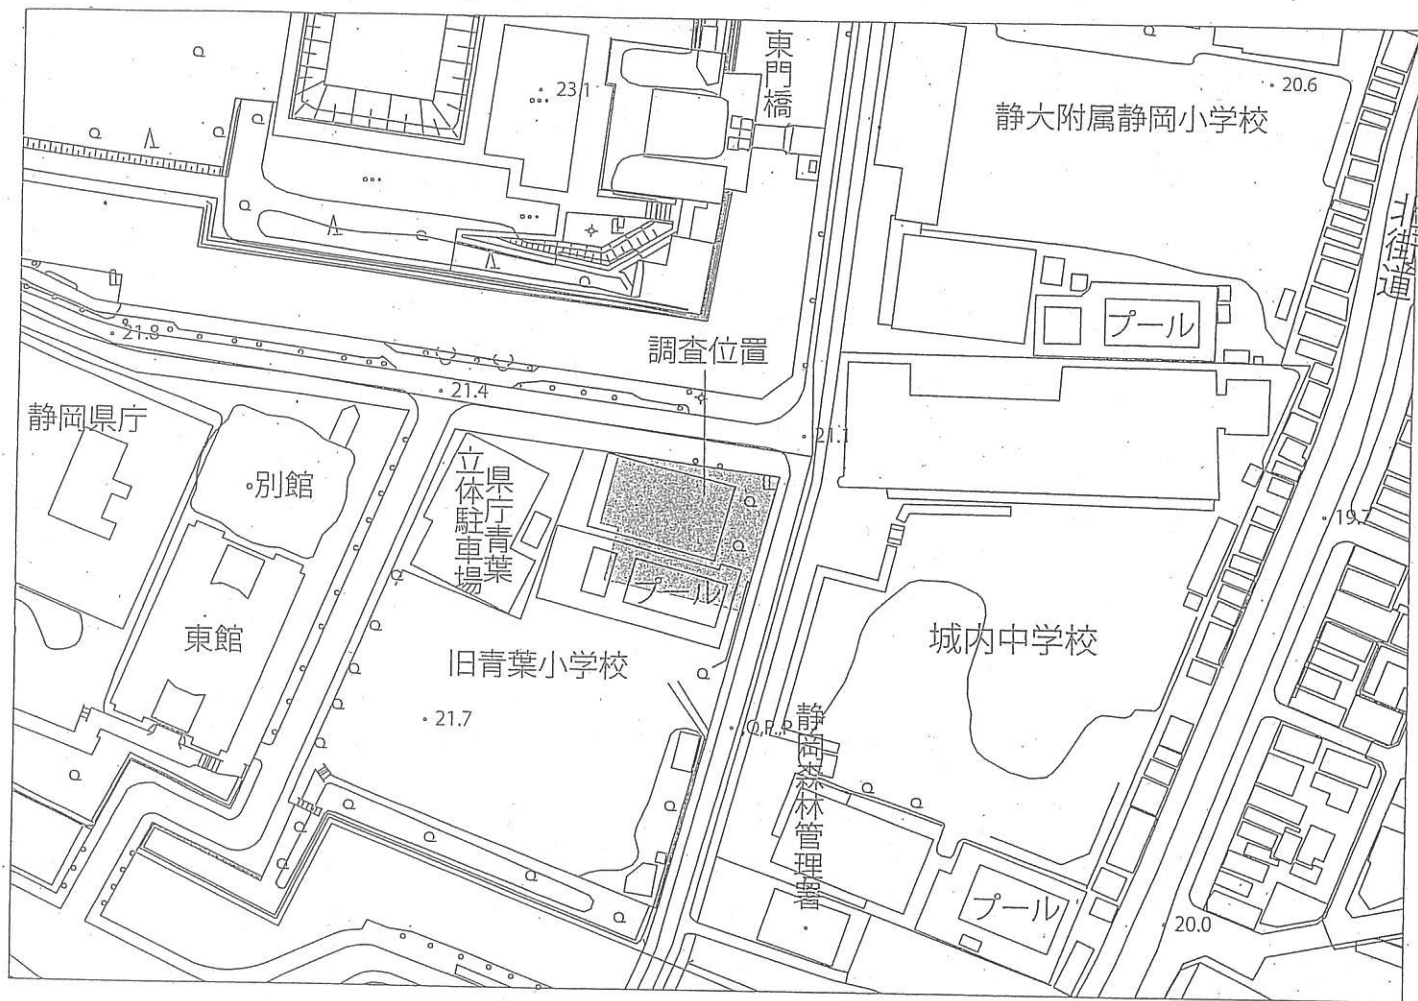 東門橋
23.1
20.6
静大附属静岡小学校
北街道
プール
21.8
調査位置
21.4
静岡県庁
21.1
別館
県庁青葉
立体駐車場
19.7
プール
東館
旧青葉小学校
城内中学校
21.7
静岡森林管理署
プール
20.0